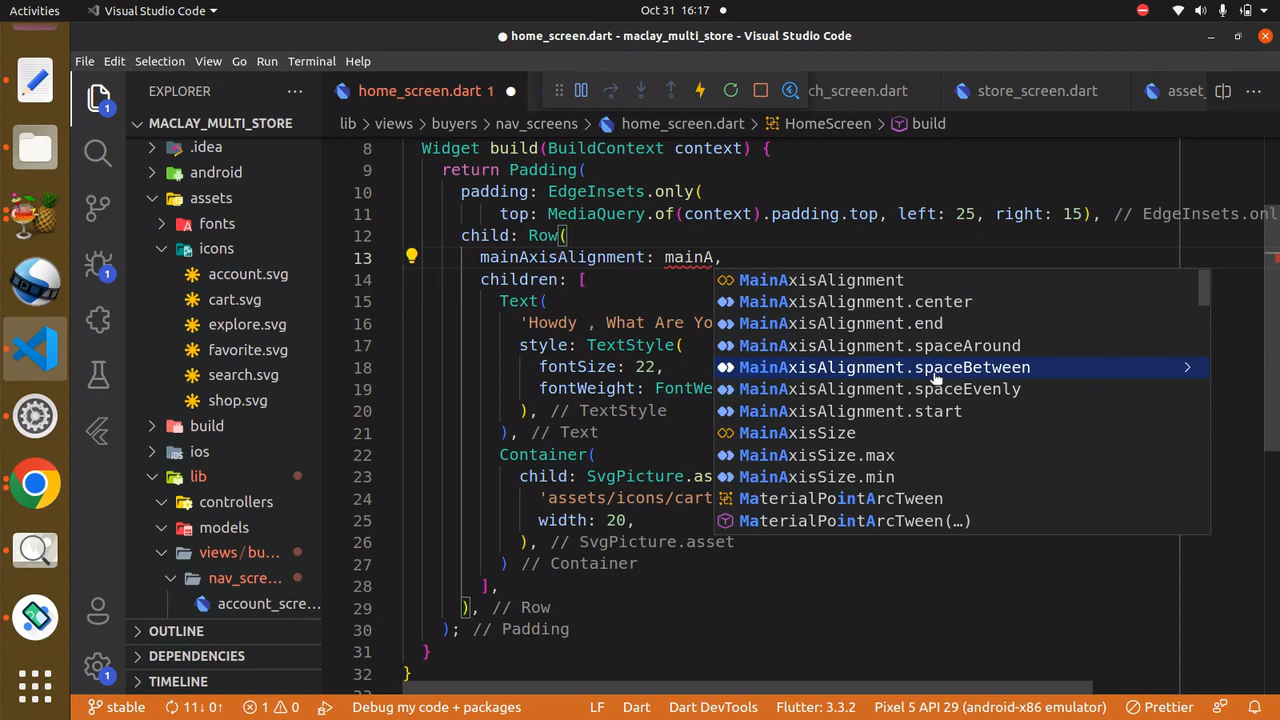 Activities Visual Studio Code Oct 31 16:17
home_screen.dart - maclay_multi_store - Visual Studio Code
File Edit Selection View Go Run Terminal Help
EXPLORER home_screen.dart 1 ch_screen.dart store_screen.dart asset_
MACLAY_MULTI_STORE
.idea
android
assets
fonts
icons
account.svg
cart.svg
explore.svg
favorite.svg
search.svg
shop.svg
build
ios
lib
controllers
models
views/bu...
nav_scre...
account_scre...
OUTLINE
DEPENDENCIES
TIMELINE
1
1
1
lib views buyers nav_screens home_screen.dart HomeScreen build
8 Widget build(BuildContext context) {
9 return Padding(
10 padding: EdgeInsets.only(
11 top: MediaQuery.of(context).padding.top, left: 25, right: 15), // EdgeInsets.onl
12 child: Row(
13 mainAxisAlignment: mainA,
14 children: [
15 Text(
16 'Howdy , What Are Yo
17 style: TextStyle(
18 fontSize: 22,
19 fontWeight: FontWe
20 ), // TextStyle
21 ), // Text
22 Container(
23 child: SvgPicture.as
24 'assets/icons/cart
25 width: 20,
26 ), // SvgPicture.asset
27 ) // Container
28 ],
29 ), // Row
30 ); // Padding
31 }
32 }
33
MainAxisAlignment
MainAxisAlignment.center
MainAxisAlignment.end
MainAxisAlignment.spaceAround
MainAxisAlignment.spaceBetween
MainAxisAlignment.spaceEvenly
MainAxisAlignment.start
MainAxisSize
MainAxisSize.max
MainAxisSize.min
MaterialPointArcTween
MaterialPointArcTween(…)
stable 11↓ 0↑ 1 0 Debug my code + packages LF Dart Dart DevTools Flutter: 3.3.2 Pixel 5 API 29 (android-x86 emulator) Prettier